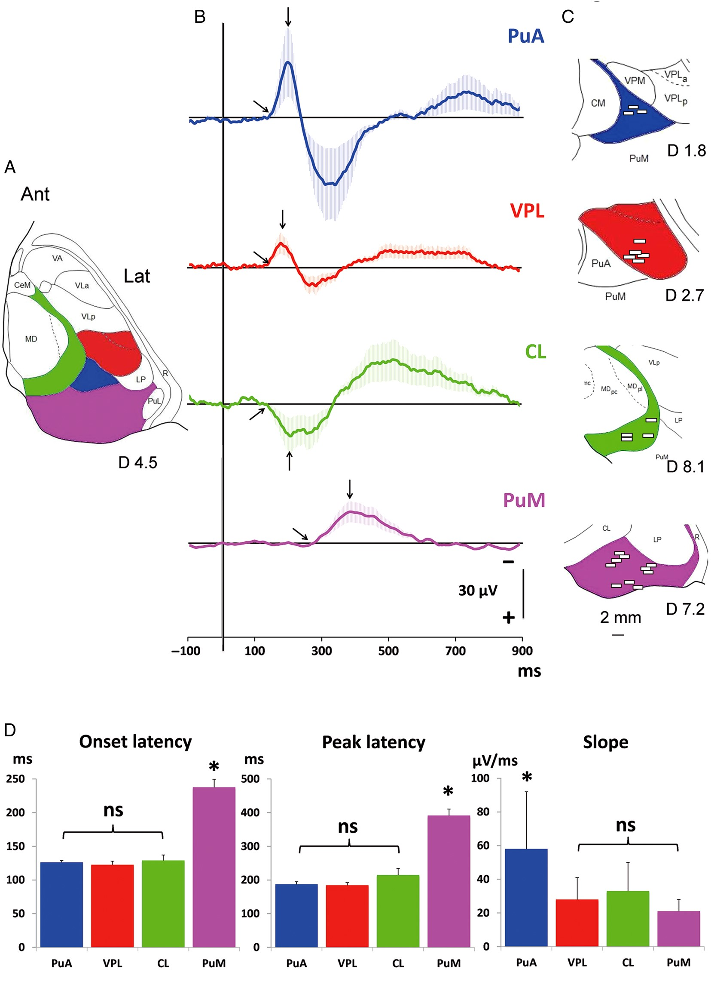 A
Ant
Lat
VA
CeM
VLa
VLp
MD
LP
R
PuL
D 4.5
B
PuA
VPL
CL
PuM
−
30 µV
+
−100 100 300 500 700 900
ms
C
VPM
VPLa
VPLp
CM
PuM
D 1.8
PuA
PuM
D 2.7
VLp
mc
MDpc
MDpl
LP
PuM
D 8.1
CL
LP
R
D 7.2
2 mm
D
Onset latency
ms
250
200
150
100
50
0
ns
*
PuA VPL CL PuM
Peak latency
ms
500
400
300
200
100
0
ns
*
PuA VPL CL PuM
Slope
µV/ms
100
80
60
40
20
0
*
ns
PuA VPL CL PuM